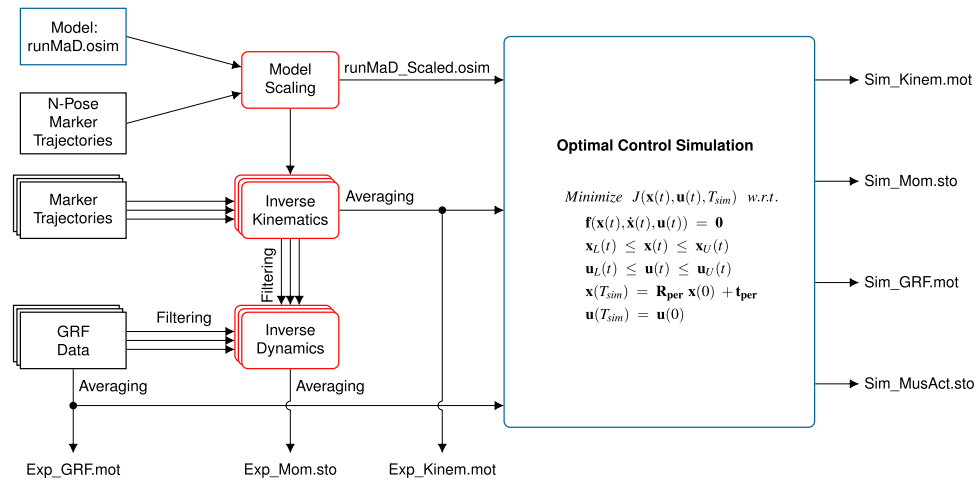 Model:
runMaD.osim
N-Pose
Marker
Trajectories
Model
Scaling
runMaD_Scaled.osim
Marker
Trajectories
Inverse
Kinematics
Averaging
Filtering
GRF
Data
Filtering
Inverse
Dynamics
Averaging
Averaging
Exp_GRF.mot
Exp_Mom.sto
Exp_Kinem.mot
Optimal Control Simulation
Minimize J(x(t), u(t), T_sim) w.r.t.
f(x(t), ẋ(t), u(t)) = 0
x_L(t) ≤ x(t) ≤ x_U(t)
u_L(t) ≤ u(t) ≤ u_U(t)
x(T_sim) = R_per x(0) + t_per
u(T_sim) = u(0)
Sim_Kinem.mot
Sim_Mom.sto
Sim_GRF.mot
Sim_MusAct.sto